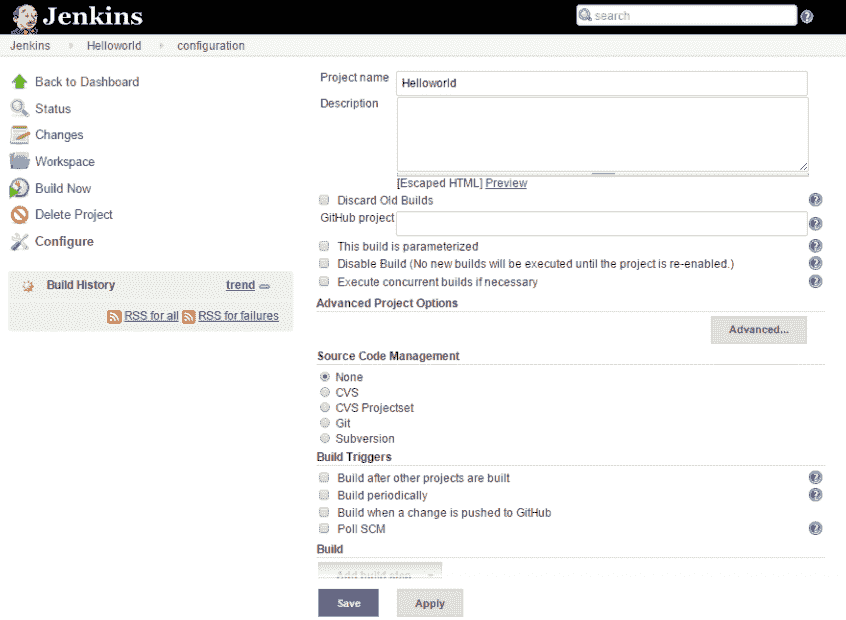 Jenkins
search
Jenkins Helloworld configuration
Back to Dashboard
Status
Changes
Workspace
Build Now
Delete Project
Configure
Build History trend
RSS for all RSS for failures
Project name Helloworld
Description
[Escaped HTML] Preview
Discard Old Builds
GitHub project
This build is parameterized
Disable Build (No new builds will be executed until the project is re-enabled.)
Execute concurrent builds if necessary
Advanced Project Options
Advanced...
Source Code Management
None
CVS
CVS Projectset
Git
Subversion
Build Triggers
Build after other projects are built
Build periodically
Build when a change is pushed to GitHub
Poll SCM
Build
Add build step
Save Apply